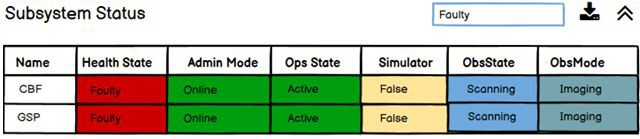 Subsystem Status
Faulty
Name Health State Admin Mode Ops State Simulator ObsState ObsMode
CBF Faulty Online Active False Scanning Imaging
GSP Faulty Online Active False Scanning Imaging